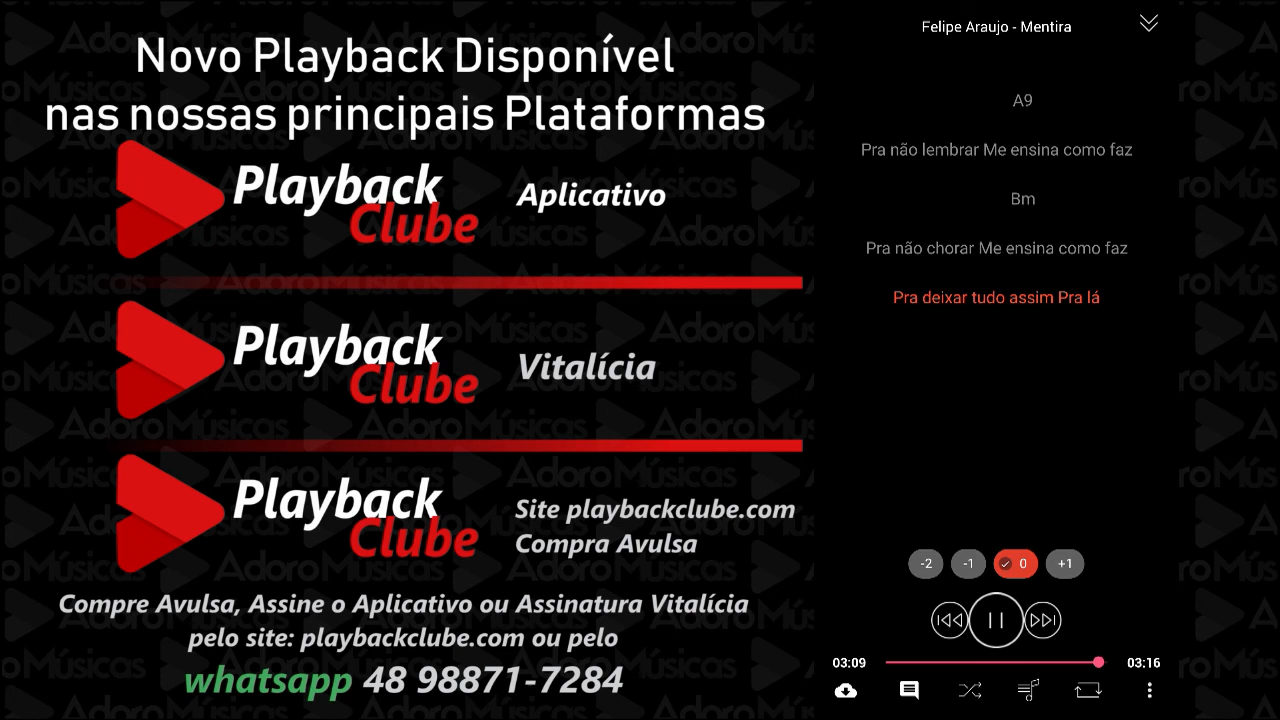 Novo Playback Disponível
nas nossas principais Plataformas
Playback
Clube
Aplicativo
Playback
Clube
Vitalícia
Playback
Clube
Site playbackclube.com
Compra Avulsa
Compre Avulsa, Assine o Aplicativo ou Assinatura Vitalícia
pelo site: playbackclube.com ou pelo
whatsapp 48 98871-7284
Felipe Araujo - Mentira
A9
Pra não lembrar Me ensina como faz
Bm
Pra não chorar Me ensina como faz
Pra deixar tudo assim Pra lá
-2 -1 0 +1
03:09 03:16
AdoroMúsicas